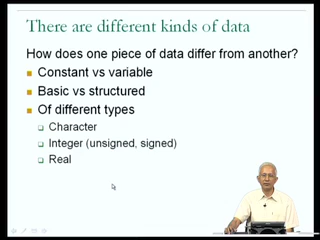 There are different kinds of data
How does one piece of data differ from another?
Constant vs variable
Basic vs structured
Of different types
Character
Integer (unsigned, signed)
Real